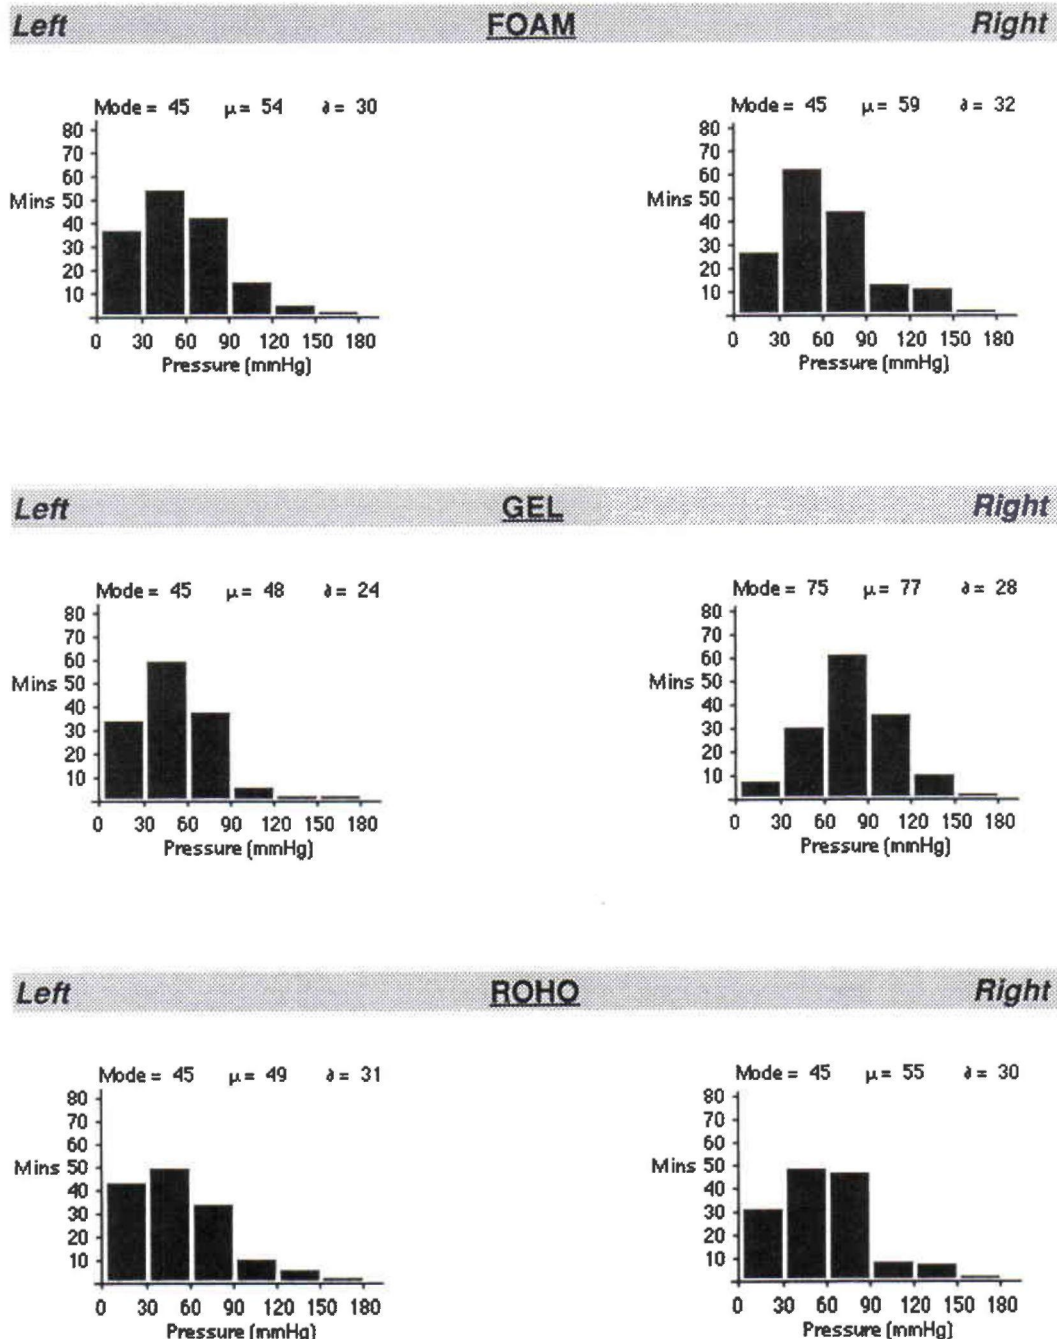 Left FOAM Right
Mode = 45 μ = 54 ∂ = 30
80
70
60
Mins 50
40
30
20
10
0 30 60 90 120 150 180
Pressure (mmHg)
Mode = 45 μ = 59 ∂ = 32
80
70
60
Mins 50
40
30
20
10
0 30 60 90 120 150 180
Pressure (mmHg)
Left GEL Right
Mode = 45 μ = 48 ∂ = 24
80
70
60
Mins 50
40
30
20
10
0 30 60 90 120 150 180
Pressure (mmHg)
Mode = 75 μ = 77 ∂ = 28
80
70
60
Mins 50
40
30
20
10
0 30 60 90 120 150 180
Pressure (mmHg)
Left ROHO Right
Mode = 45 μ = 49 ∂ = 31
80
70
60
Mins 50
40
30
20
10
0 30 60 90 120 150 180
Pressure (mmHg)
Mode = 45 μ = 55 ∂ = 30
80
70
60
Mins 50
40
30
20
10
0 30 60 90 120 150 180
Pressure (mmHg)